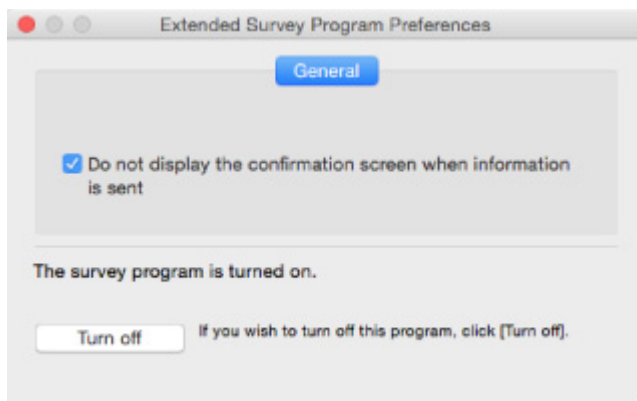 Extended Survey Program Preferences
General
Do not display the confirmation screen when information
is sent
The survey program is turned on.
Turn off
If you wish to turn off this program, click [Turn off].